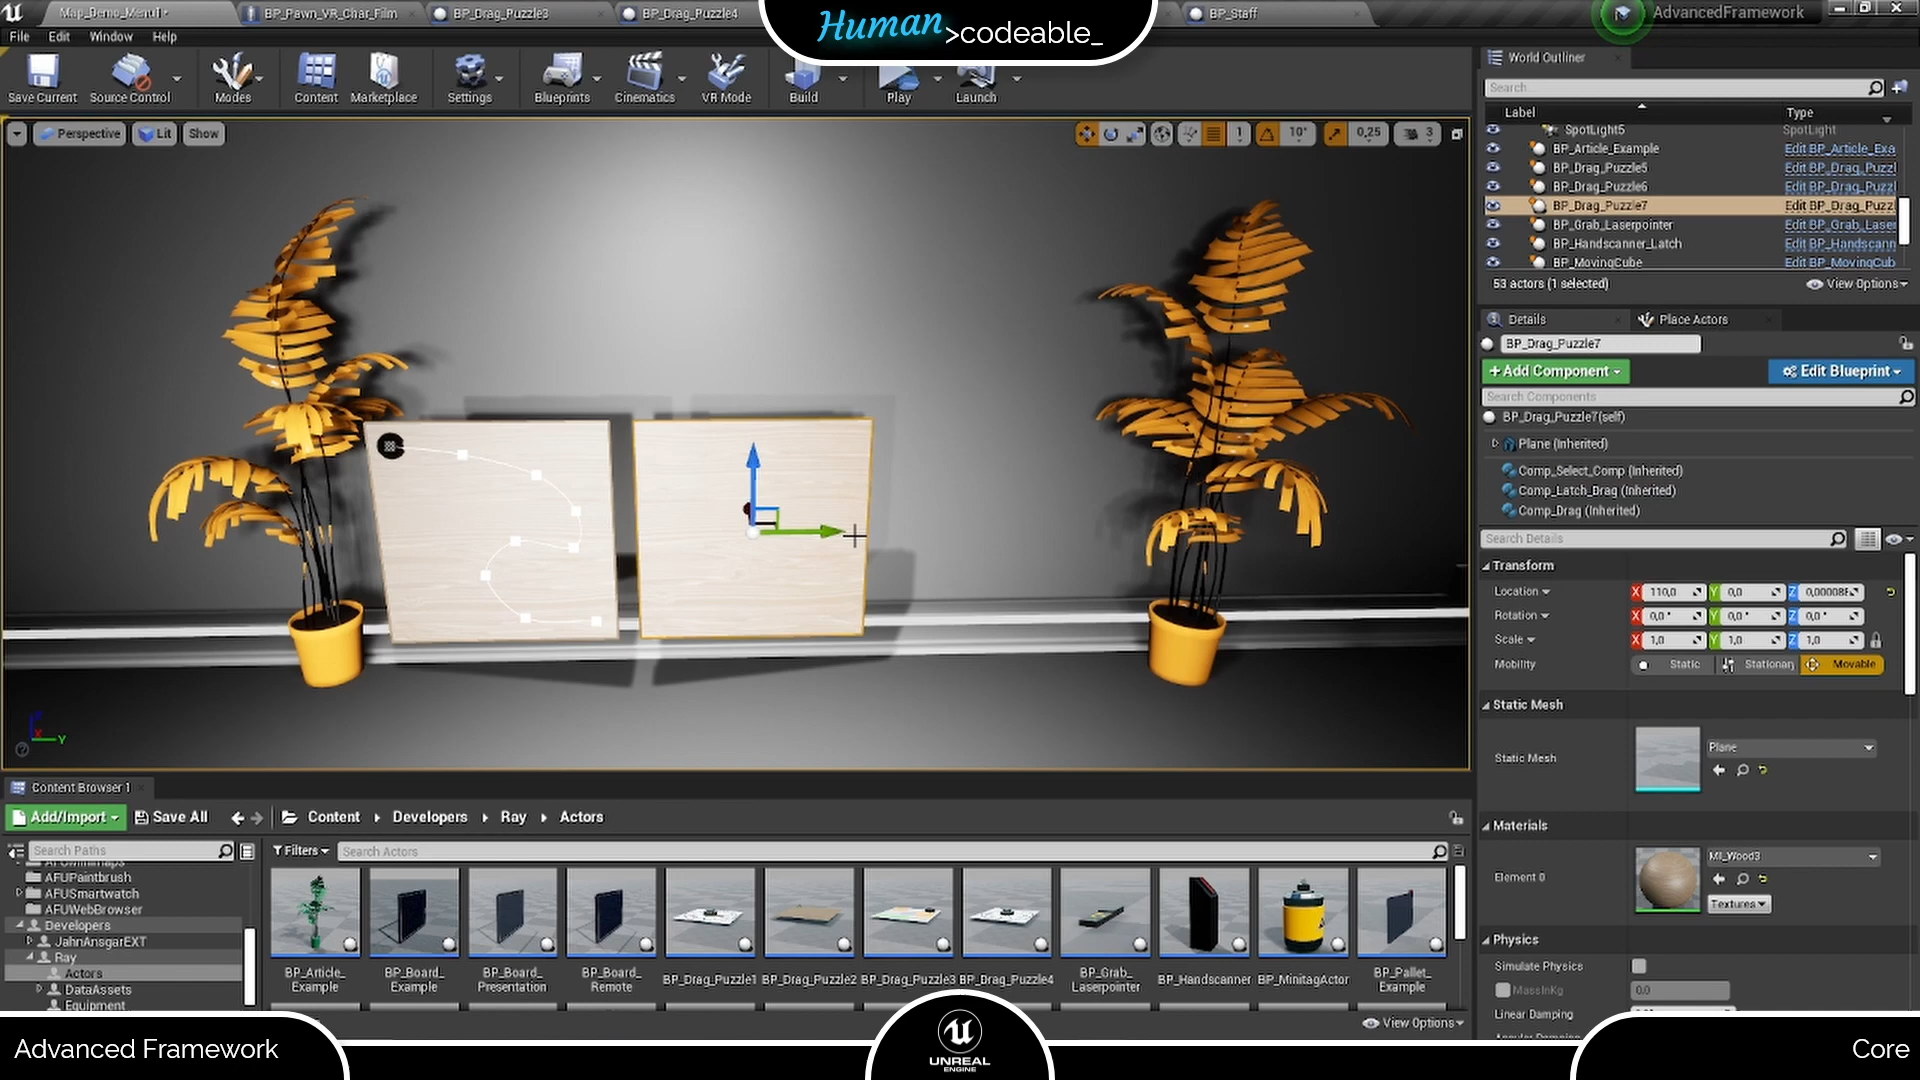 Map_Demo_Menu1•
BP_Pawn_VR_Char_Film
BP_Drag_Puzzle3
BP_Drag_Puzzle4
Human >codeable_
BP_Staff
AdvancedFramework
File Edit Window Help
Save Current
Source Control
Modes
Content
Marketplace
Settings
Blueprints
Cinematics
VR Mode
Build
Play
Launch
World Outliner
Search...
Label Type
SpotLight5 SpotLight
BP_Article_Example Edit BP_Article_Exa
BP_Drag_Puzzle5 Edit BP_Drag_Puzzl
BP_Drag_Puzzle6 Edit BP_Drag_Puzzl
BP_Drag_Puzzle7 Edit BP_Drag_Puzzl
BP_Grab_Laserpointer Edit BP_Grab_Laser
BP_Handscanner_Latch Edit BP_Handscann
BP_MovingCube Edit BP_MovingCub
53 actors (1 selected) View Options
Perspective Lit Show
1 10° 0,25 3
Details Place Actors
BP_Drag_Puzzle7
+Add Component Edit Blueprint
Search Components
BP_Drag_Puzzle7(self)
Plane (Inherited)
Comp_Select_Comp (Inherited)
Comp_Latch_Drag (Inherited)
Comp_Drag (Inherited)
Search Details
Transform
Location X 110,0 Y 0,0 Z
Rotation X 0,0 ° Y 0,0 ° Z 0,0 °
Scale X 1,0 Y 1,0 Z 1,0
Mobility Static Stationary Movable
Static Mesh
Static Mesh Plane
Materials
Element 0 MI_Wood3
Textures
Physics
Simulate Physics
MassInKg 0.0
Linear Damping
X Y
Content Browser 1
Add/Import Save All Content Developers Ray Actors
Search Paths
Filters Search Actors
AFUPaintbrush
AFUSmartwatch
AFUWebBrowser
Developers
JahnAnsgarEXT
Ray
Actors
DataAssets
Equipment
BP_Article_
Example
BP_Board_
Example
BP_Board_
Presentation
BP_Board_
Remote
BP_Drag_Puzzle1
BP_Drag_Puzzle2
BP_Drag_Puzzle3
BP_Drag_Puzzle4
BP_Grab_
Laserpointer
BP_Handscanner
BP_MinitagActor
BP_Pallet_
Example
View Options
Advanced Framework
UNREAL
ENGINE
Core